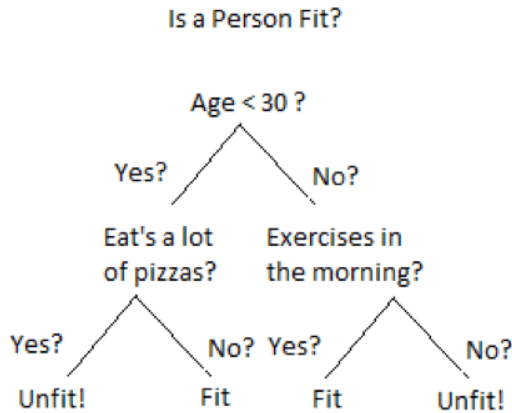 Is a Person Fit?
Age < 30 ?
Yes?
No?
Eat's a lot
of pizzas?
Exercises in
the morning?
Yes?
No?
Yes?
No?
Unfit!
Fit
Fit
Unfit!